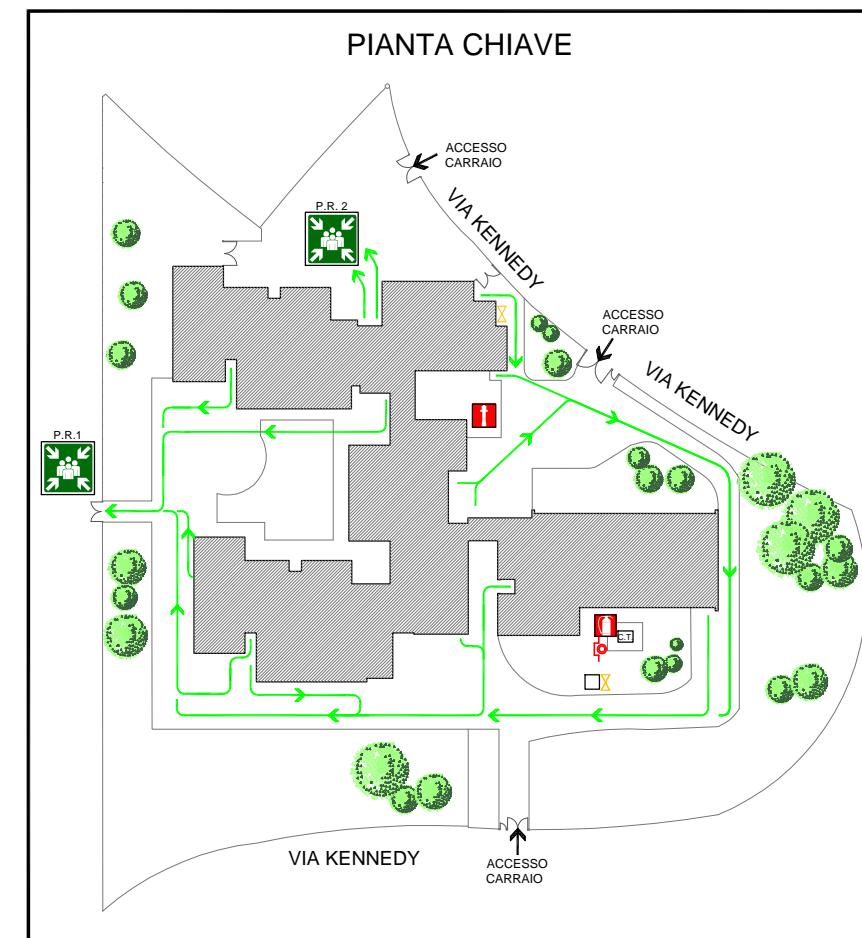 PIANTA CHIAVE
ACCESSO
CARRAIO
VIA KENNEDY
P.R. 2
ACCESSO
CARRAIO
VIA KENNEDY
P.R.1
C.T.
VIA KENNEDY
ACCESSO
CARRAIO